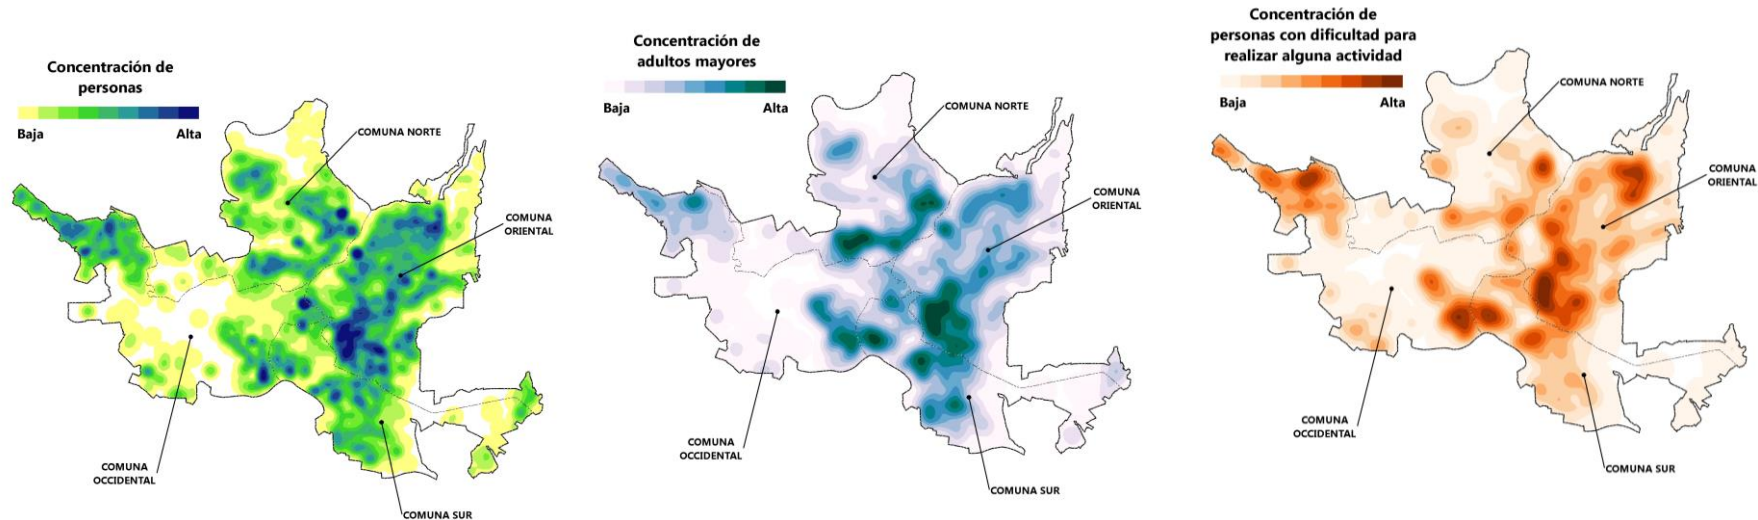 Concentración de
personas
Baja
Alta
COMUNA NORTE
COMUNA
ORIENTAL
COMUNA
OCCIDENTAL
COMUNA SUR
Concentración de
adultos mayores
Baja
Alta
COMUNA NORTE
COMUNA
ORIENTAL
COMUNA
OCCIDENTAL
COMUNA SUR
Concentración de
personas con dificultad para
realizar alguna actividad
Baja
Alta
COMUNA NORTE
COMUNA
ORIENTAL
COMUNA
OCCIDENTAL
COMUNA SUR